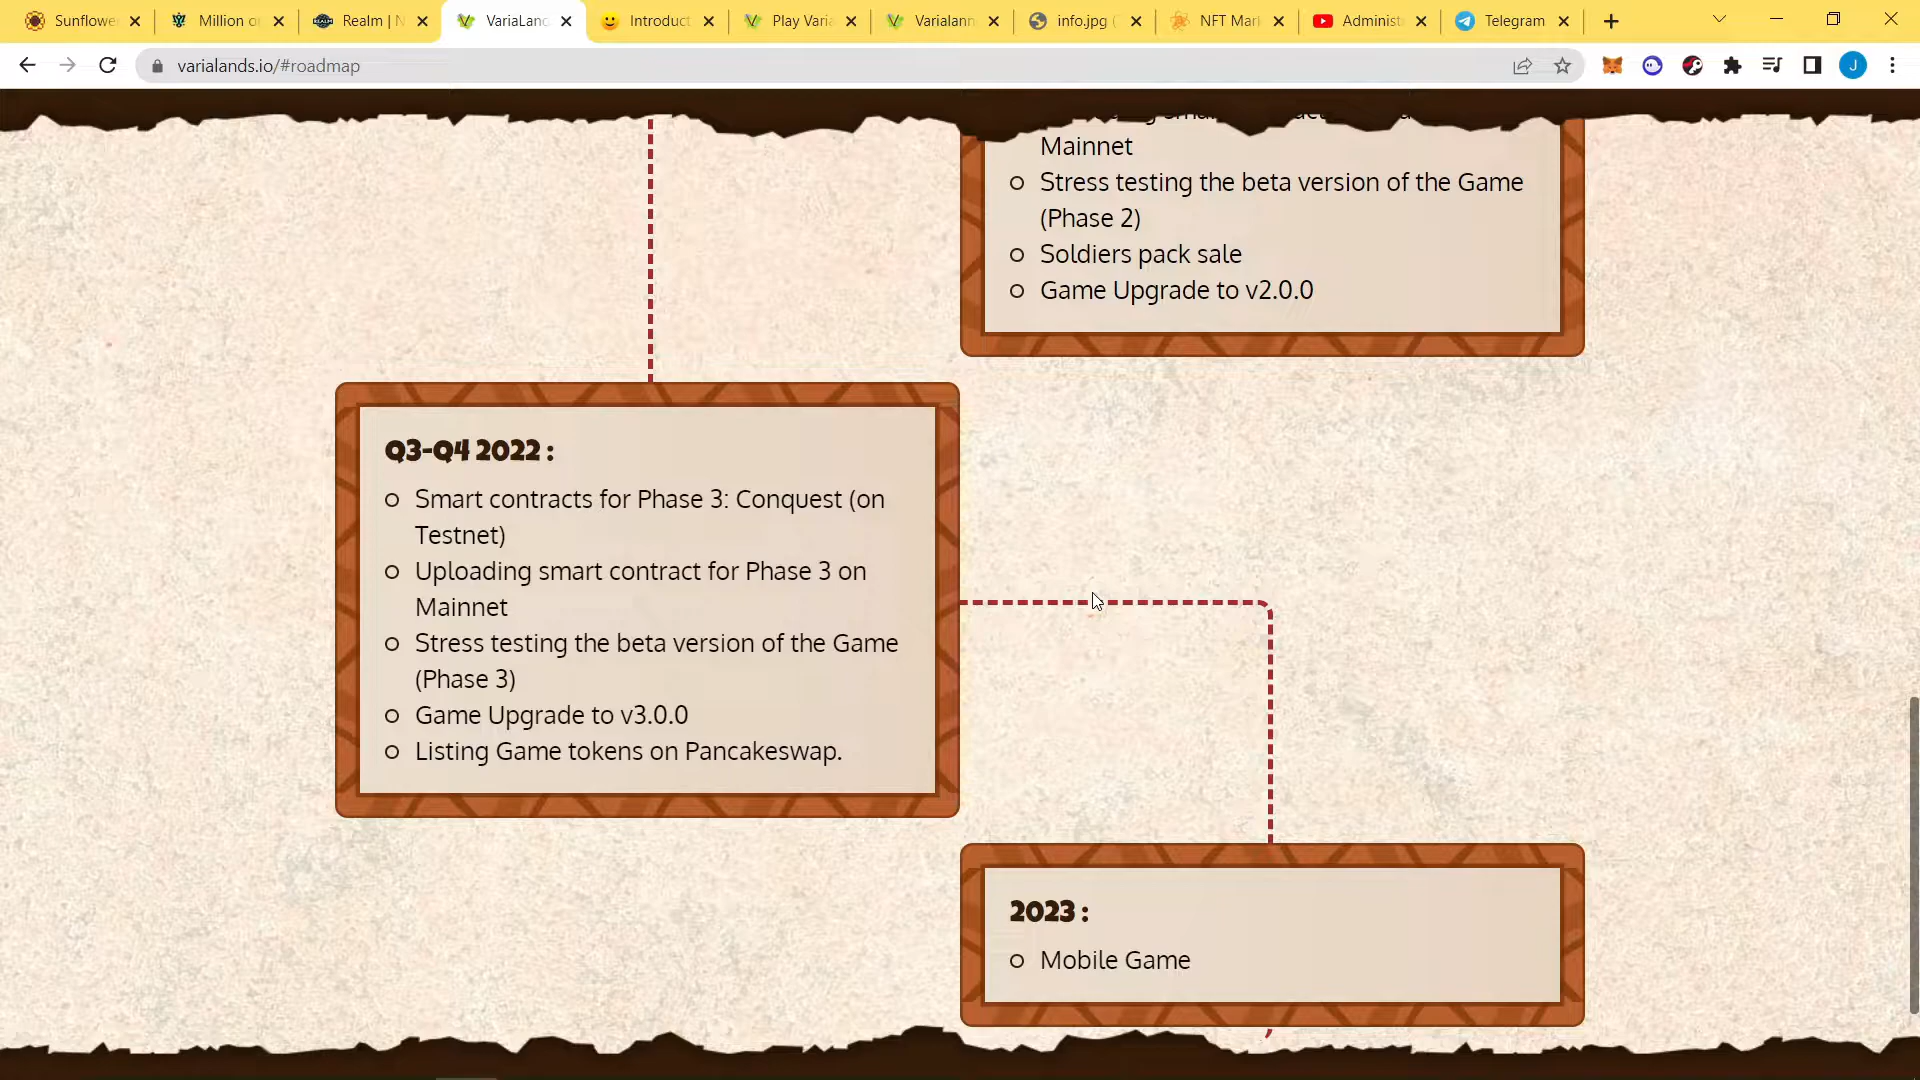 Sunflowe
Million o
Realm | N
VariaLan
Introduct
Play Varia
Varialann
info.jpg (
NFT Mark
Administ
Telegram
varialands.io/#roadmap
J
Mainnet
Stress testing the beta version of the Game
(Phase 2)
Soldiers pack sale
Game Upgrade to v2.0.0
Q3-Q4 2022 :
Smart contracts for Phase 3: Conquest (on
Testnet)
Uploading smart contract for Phase 3 on
Mainnet
Stress testing the beta version of the Game
(Phase 3)
Game Upgrade to v3.0.0
Listing Game tokens on Pancakeswap.
2023 :
Mobile Game